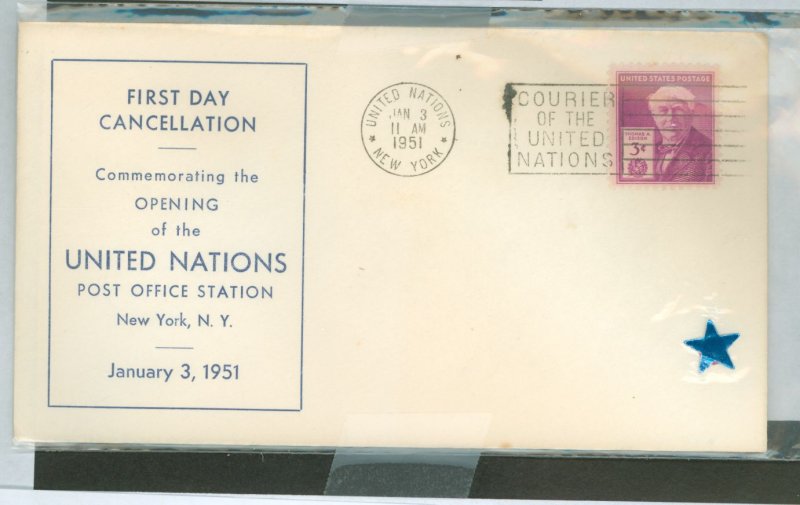 FIRST DAY
CANCELLATION
Commemorating the
OPENING
of the
UNITED NATIONS
POST OFFICE STATION
New York, N. Y.
January 3, 1951
UNITED NATIONS
JAN 3
11 AM
1951
★ NEW YORK ★
COURIER
OF THE
UNITED
NATIONS
UNITED STATES POSTAGE
THOMAS A.
EDISON
3¢